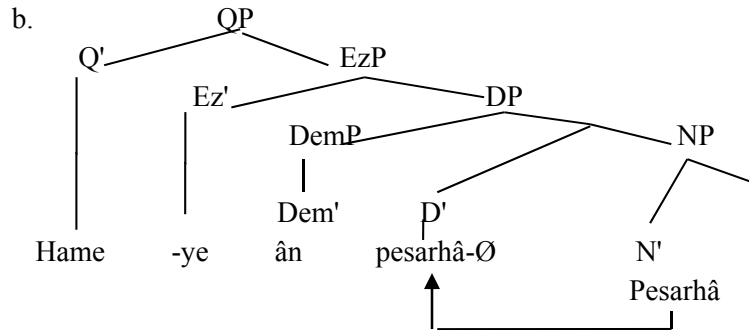 b. QP
Q' EzP
Ez' DP
DemP NP
Dem' D'
Hame -ye ân pesarhâ-Ø N'
Pesarhâ